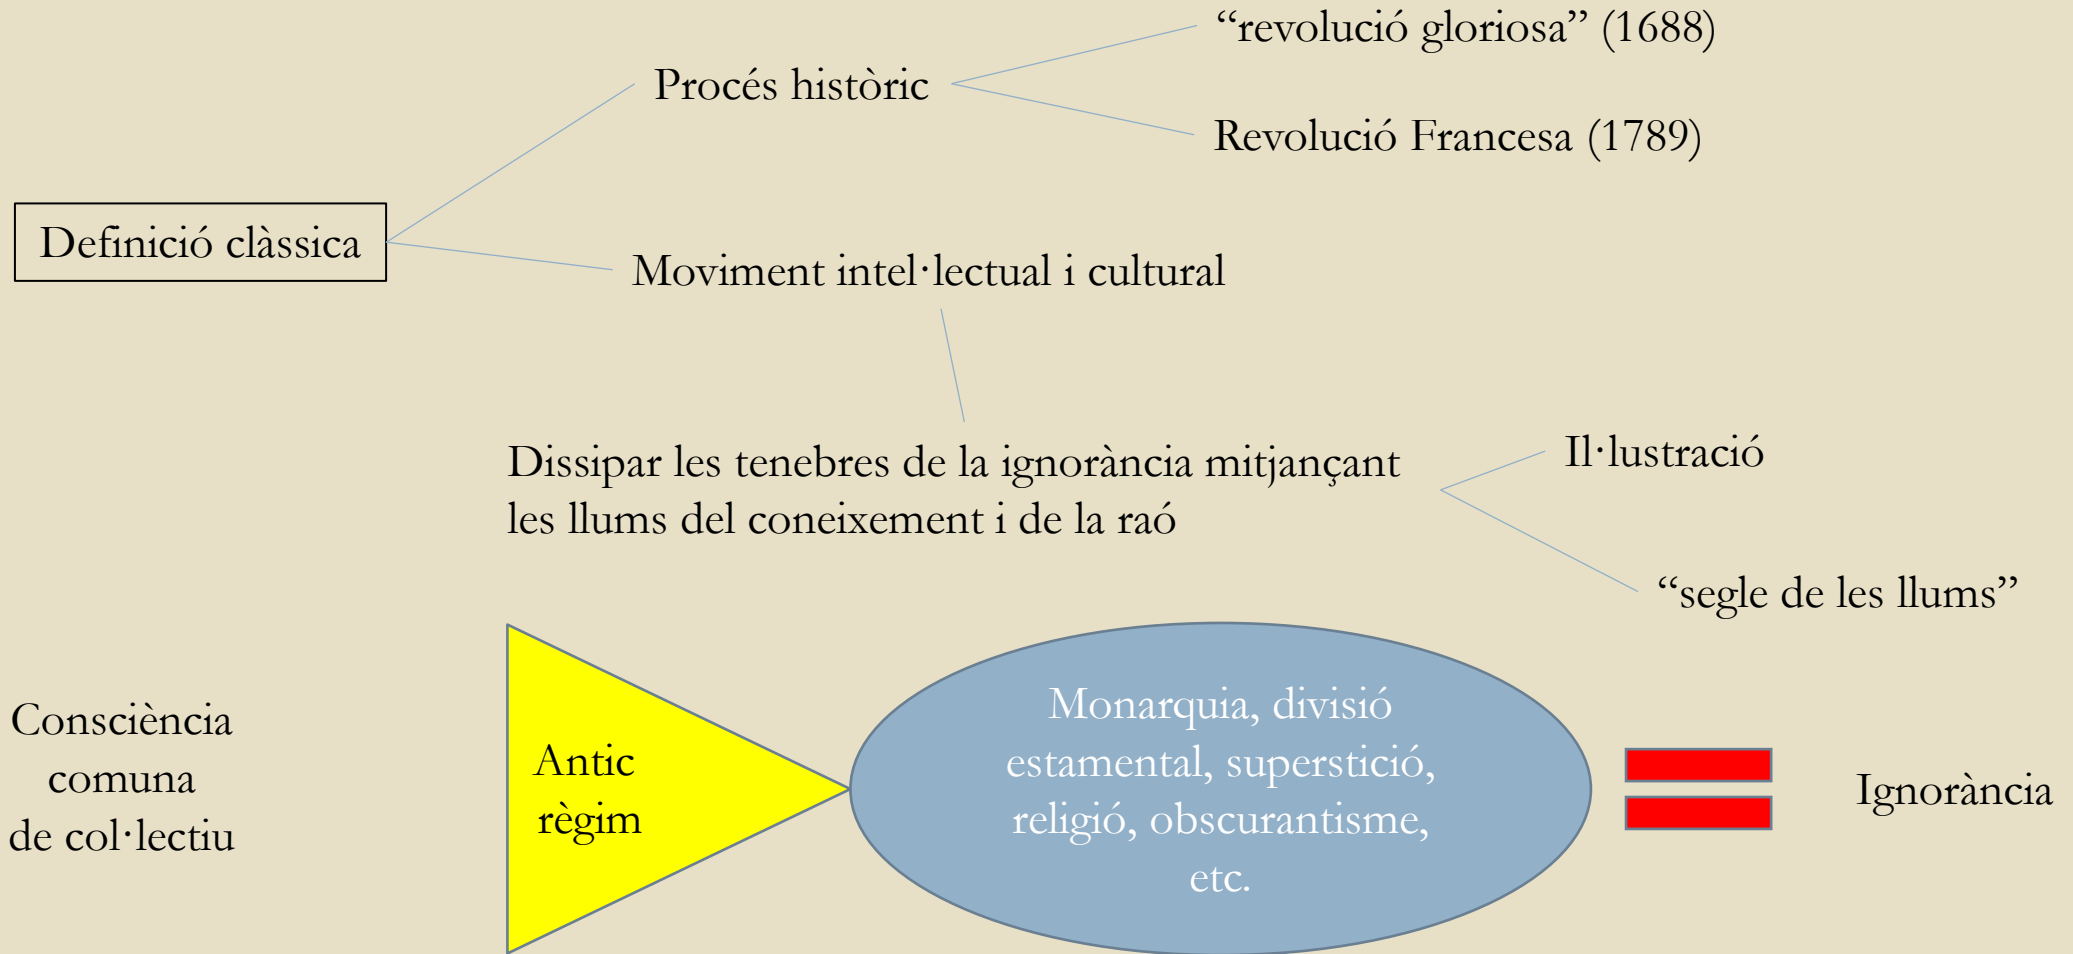 “revolució gloriosa” (1688)
Procés històric
Revolució Francesa (1789)
Definició clàssica
Moviment intel·lectual i cultural
Dissipar les tenebres de la ignorància mitjançant
les llums del coneixement i de la raó
Il·lustració
“segle de les llums”
Consciència
comuna
de col·lectiu
Antic
règim
Monarquia, divisió
estamental, superstició,
religió, obscurantisme,
etc.
Ignorància